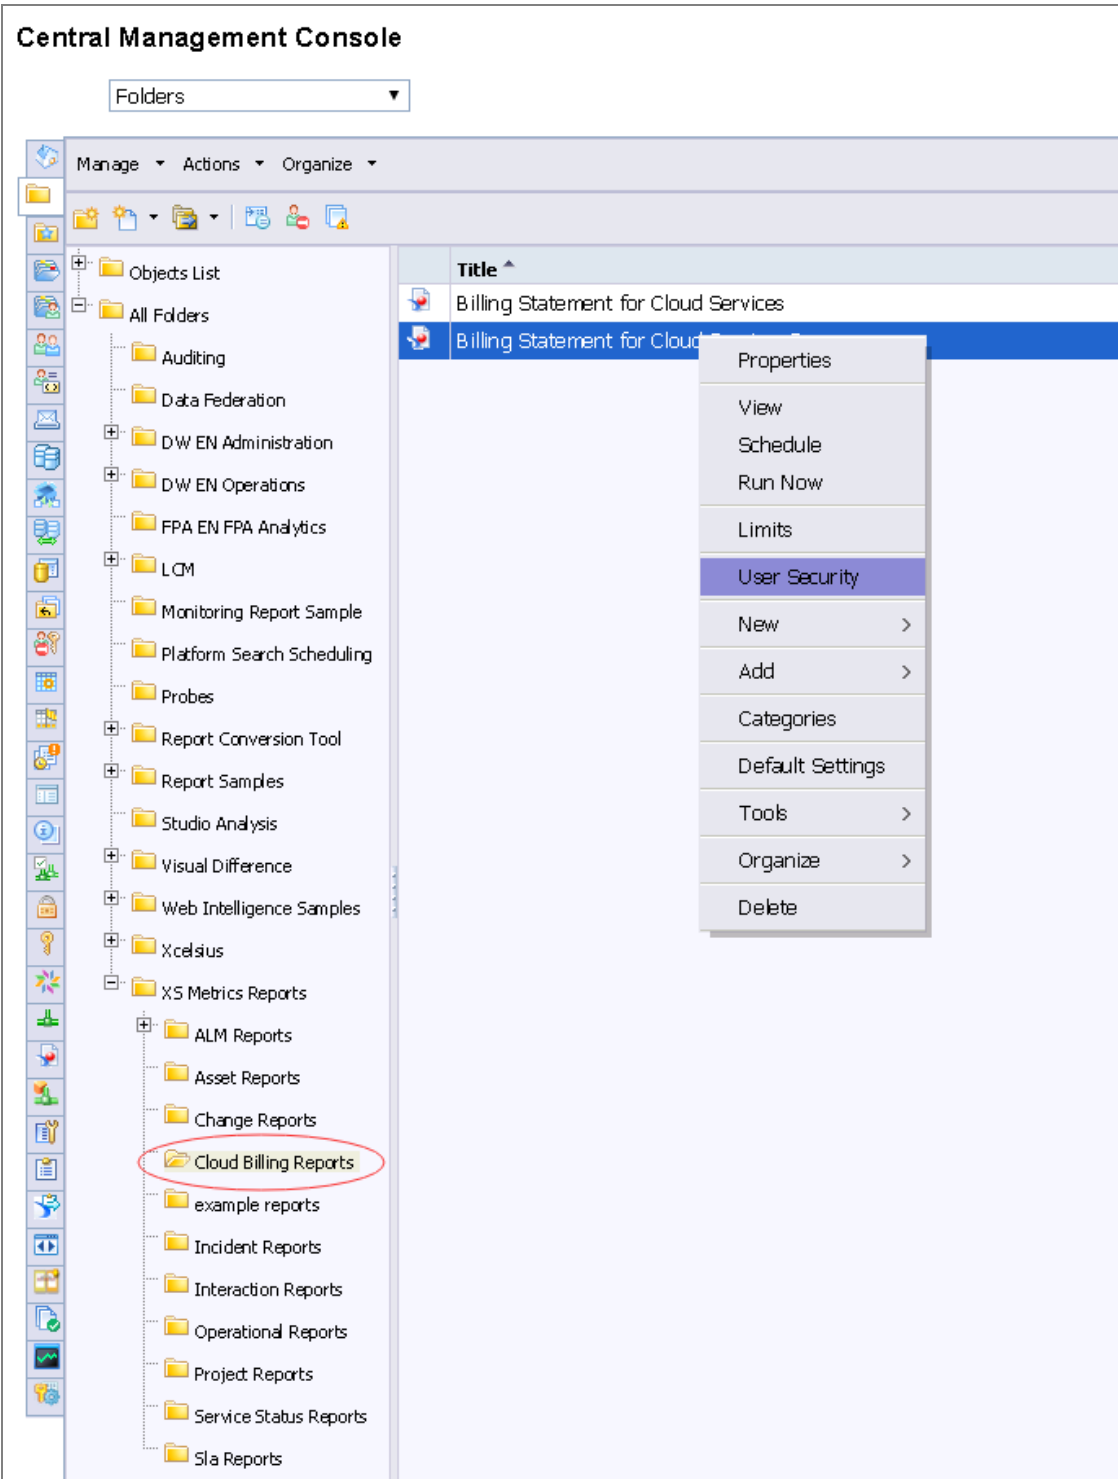 Central Management Console
Folders
Manage Actions Organize
Objects List
All Folders
Auditing
Data Federation
DW EN Administration
DW EN Operations
FPA EN FPA Analytics
LCM
Monitoring Report Sample
Platform Search Scheduling
Probes
Report Conversion Tool
Report Samples
Studio Analysis
Visual Difference
Web Intelligence Samples
Xcelsius
XS Metrics Reports
ALM Reports
Asset Reports
Change Reports
Cloud Billing Reports
example reports
Incident Reports
Interaction Reports
Operational Reports
Project Reports
Service Status Reports
Sla Reports
Title
Billing Statement for Cloud Services
Billing Statement for Cloud
Properties
View
Schedule
Run Now
Limits
User Security
New
Add
Categories
Default Settings
Tools
Organize
Delete